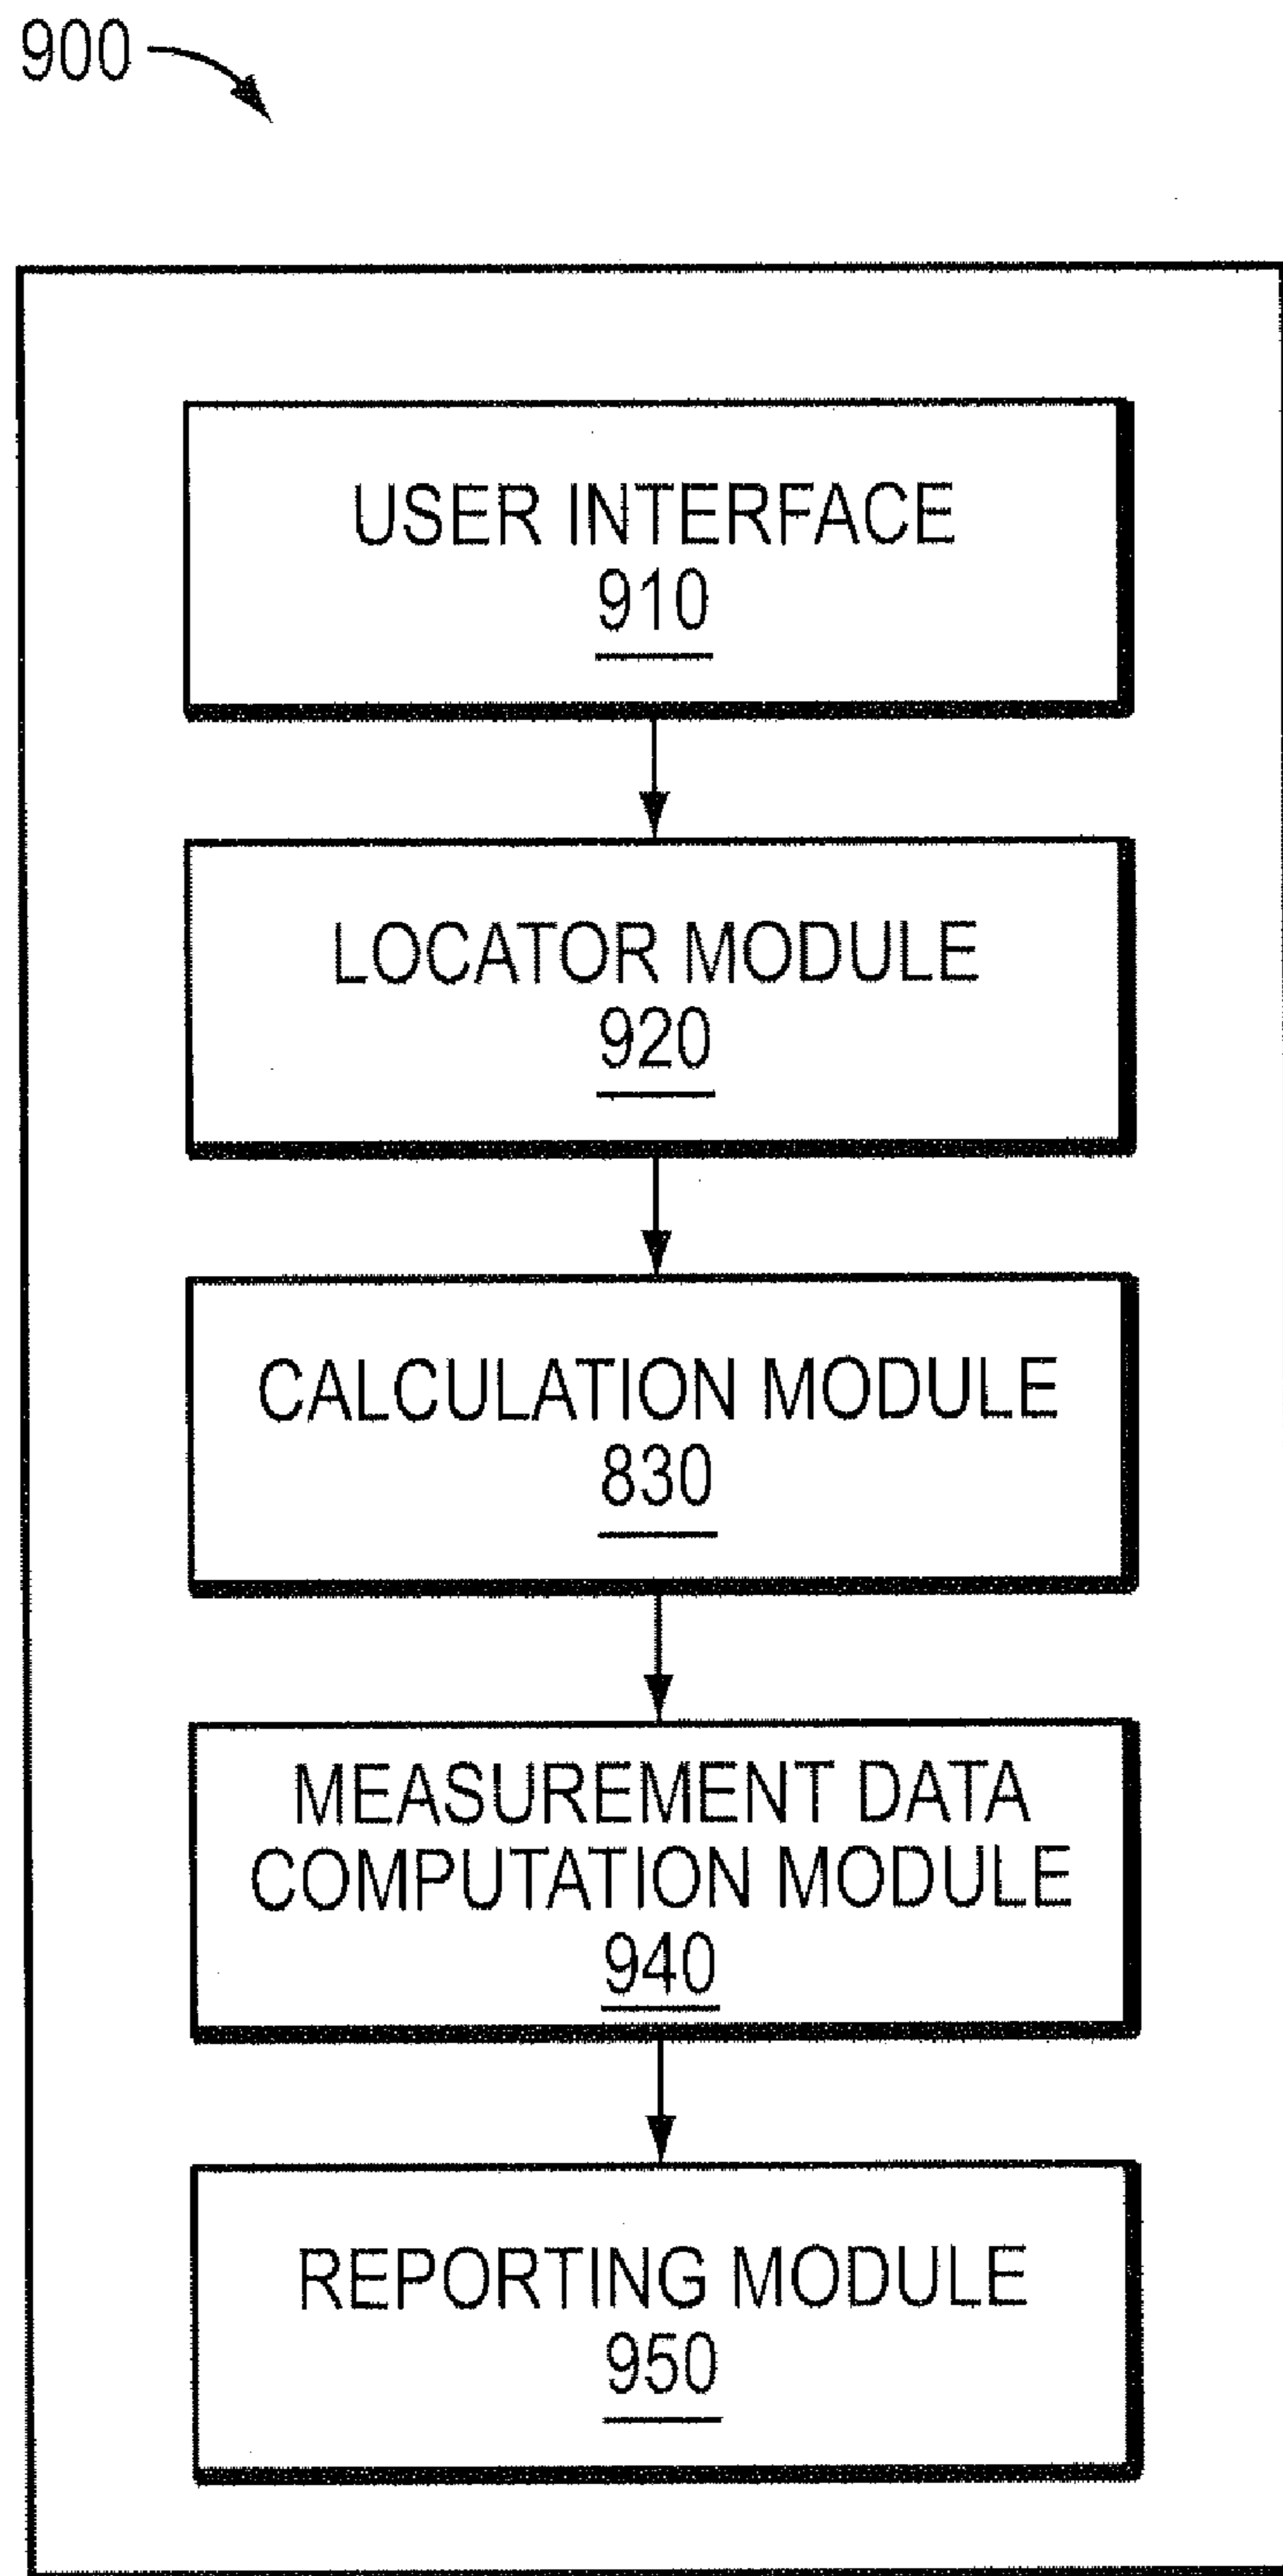 900
USER INTERFACE
910
LOCATOR MODULE
920
CALCULATION MODULE
830
MEASUREMENT DATA
COMPUTATION MODULE
940
REPORTING MODULE
950